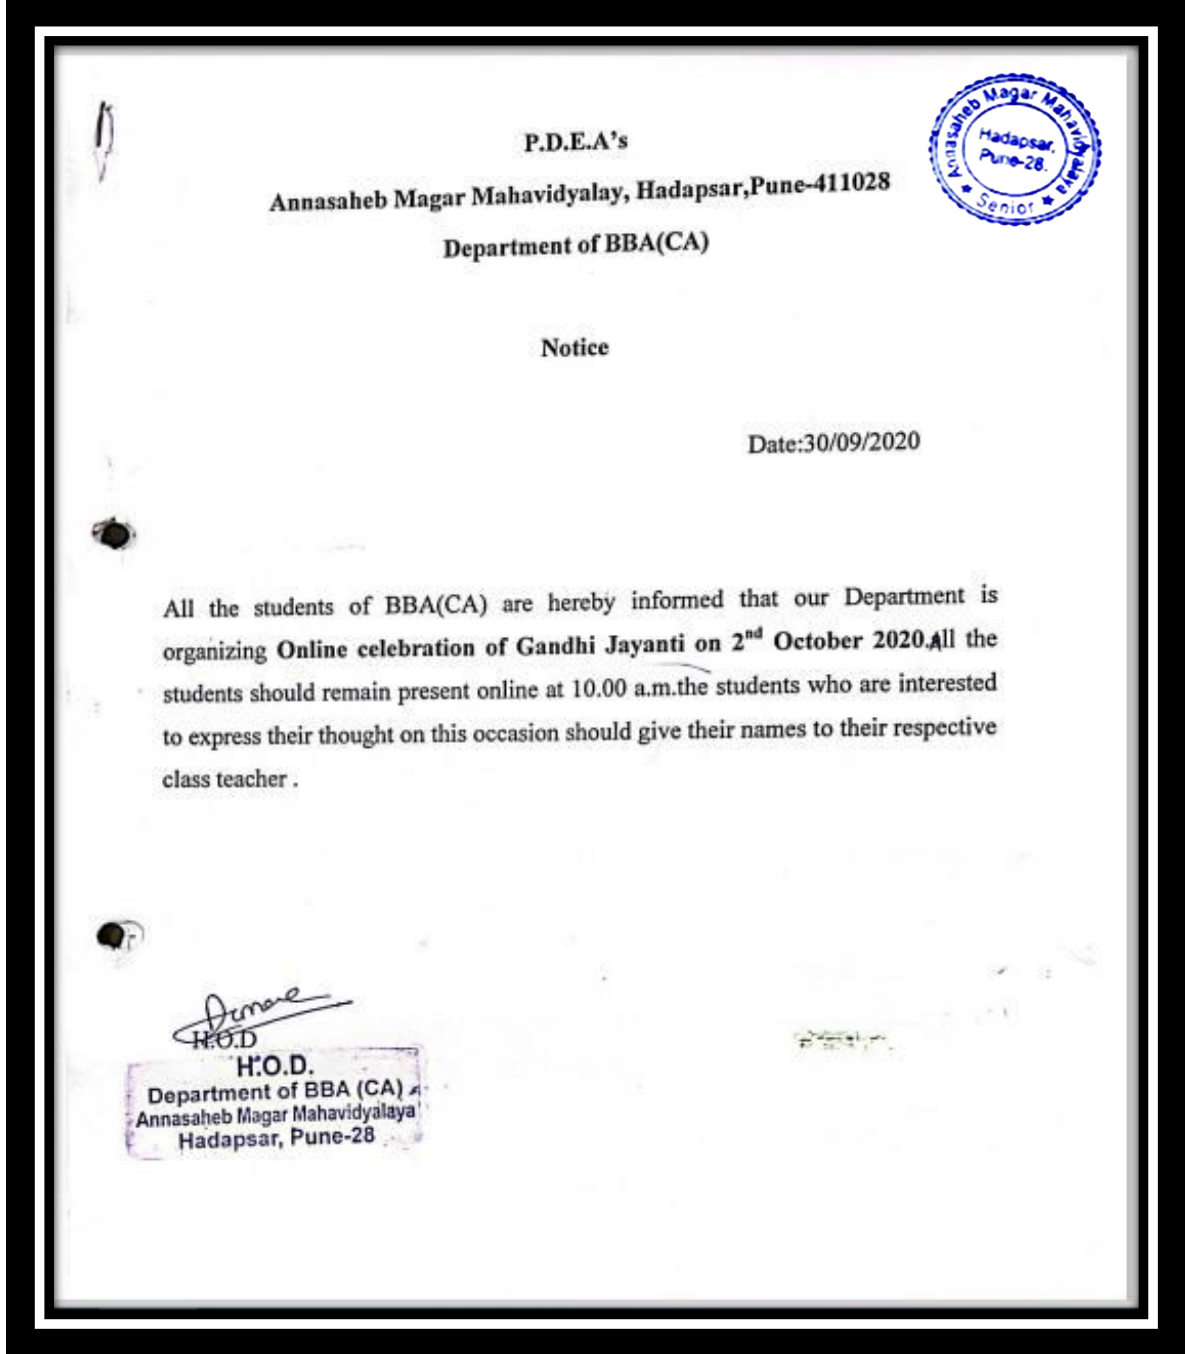 P.D.E.A's
Annasaheb Magar Mahavidyalay, Hadapsar,Pune-411028
Department of BBA(CA)
Annasaheb Magar Mahavidyalaya
Hadapsar,
Pune-28.
★ Senior ★
Notice
Date:30/09/2020
All the students of BBA(CA) are hereby informed that our Department is
organizing Online celebration of Gandhi Jayanti on 2nd October 2020.All the
students should remain present online at 10.00 a.m.the students who are interested
to express their thought on this occasion should give their names to their respective
class teacher .
H.O.D
H.O.D.
Department of BBA (CA)
Annasaheb Magar Mahavidyalaya
Hadapsar, Pune-28